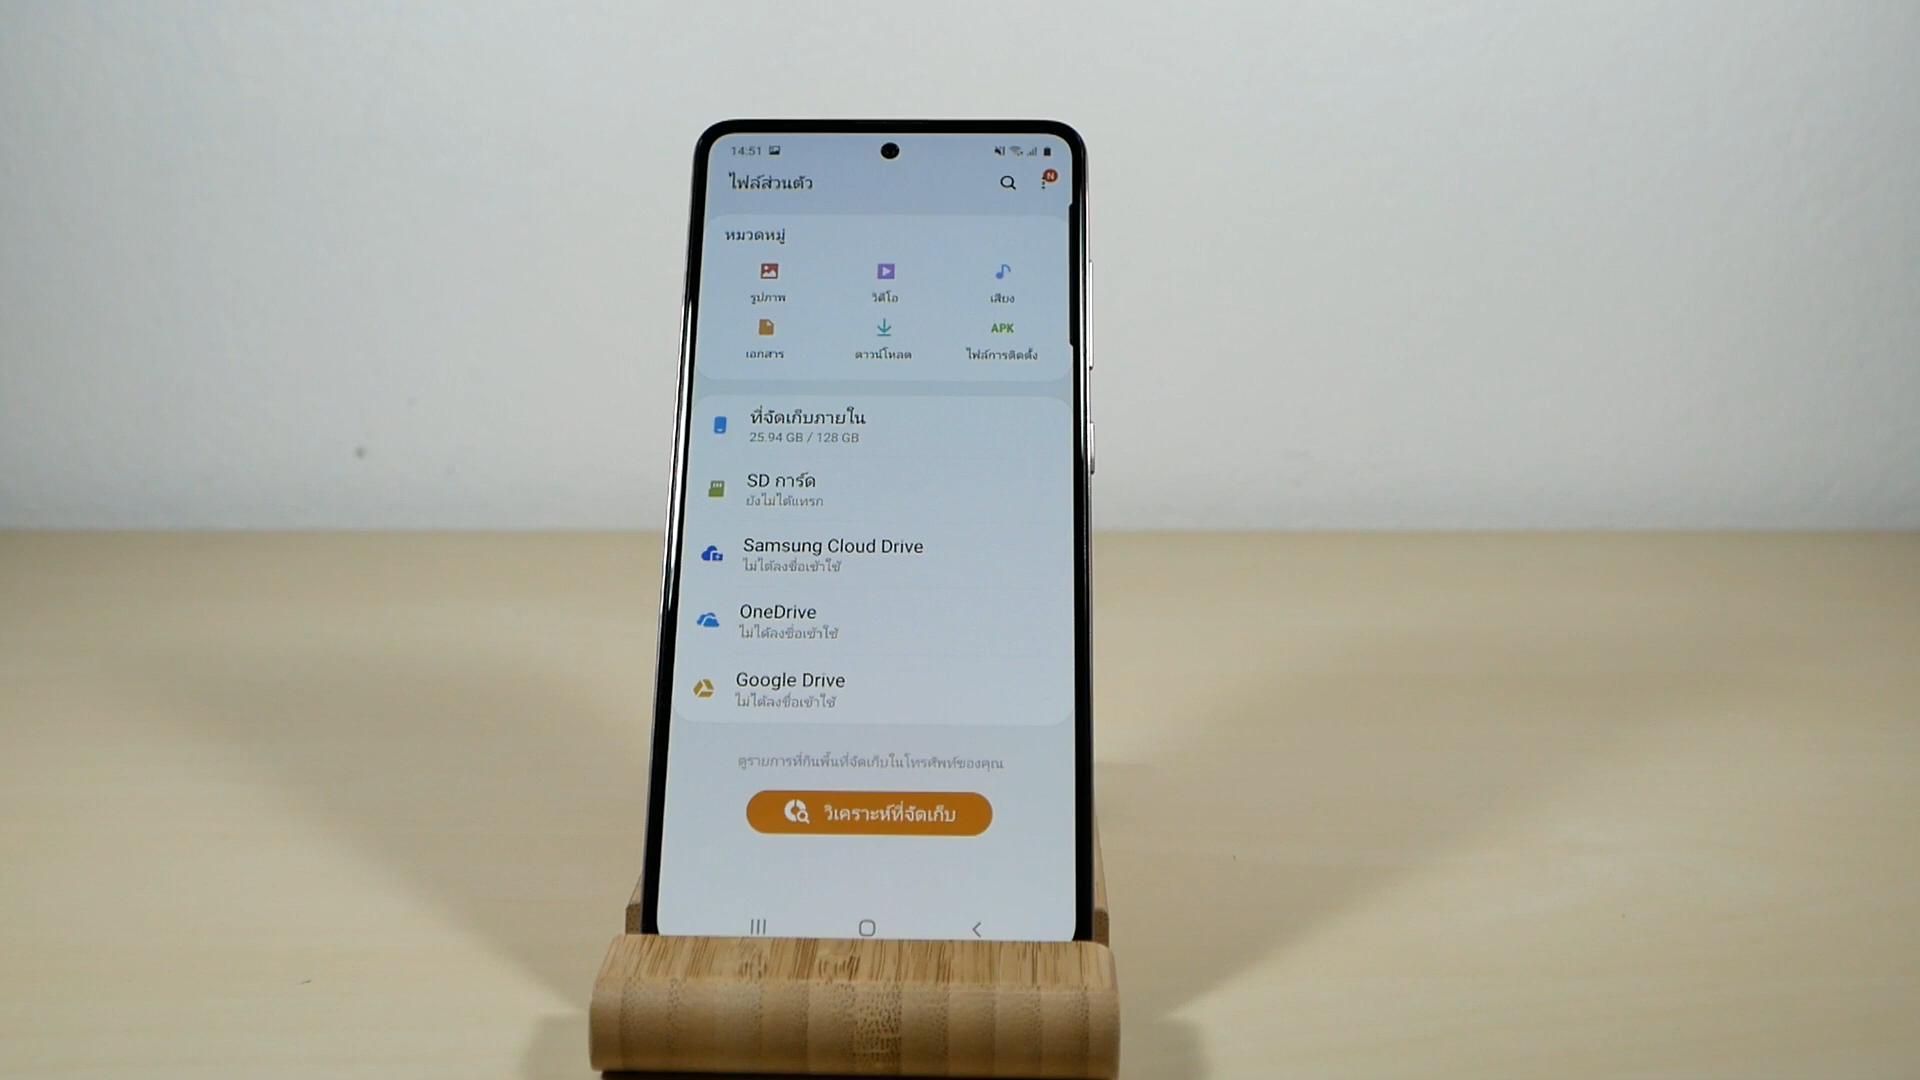 14:51
ไฟล์ส่วนตัว
N
หมวดหมู่
รูปภาพ
วิดีโอ
เสียง
APK
เอกสาร
ดาวน์โหลด
ไฟล์การติดตั้ง
ที่จัดเก็บภายใน
25.94 GB / 128 GB
SD การ์ด
ยังไม่ได้แทรก
Samsung Cloud Drive
ไม่ได้ลงชื่อเข้าใช้
OneDrive
ไม่ได้ลงชื่อเข้าใช้
Google Drive
ไม่ได้ลงชื่อเข้าใช้
ดูรายการที่กินพื้นที่จัดเก็บในโทรศัพท์ของคุณ
วิเคราะห์ที่จัดเก็บ